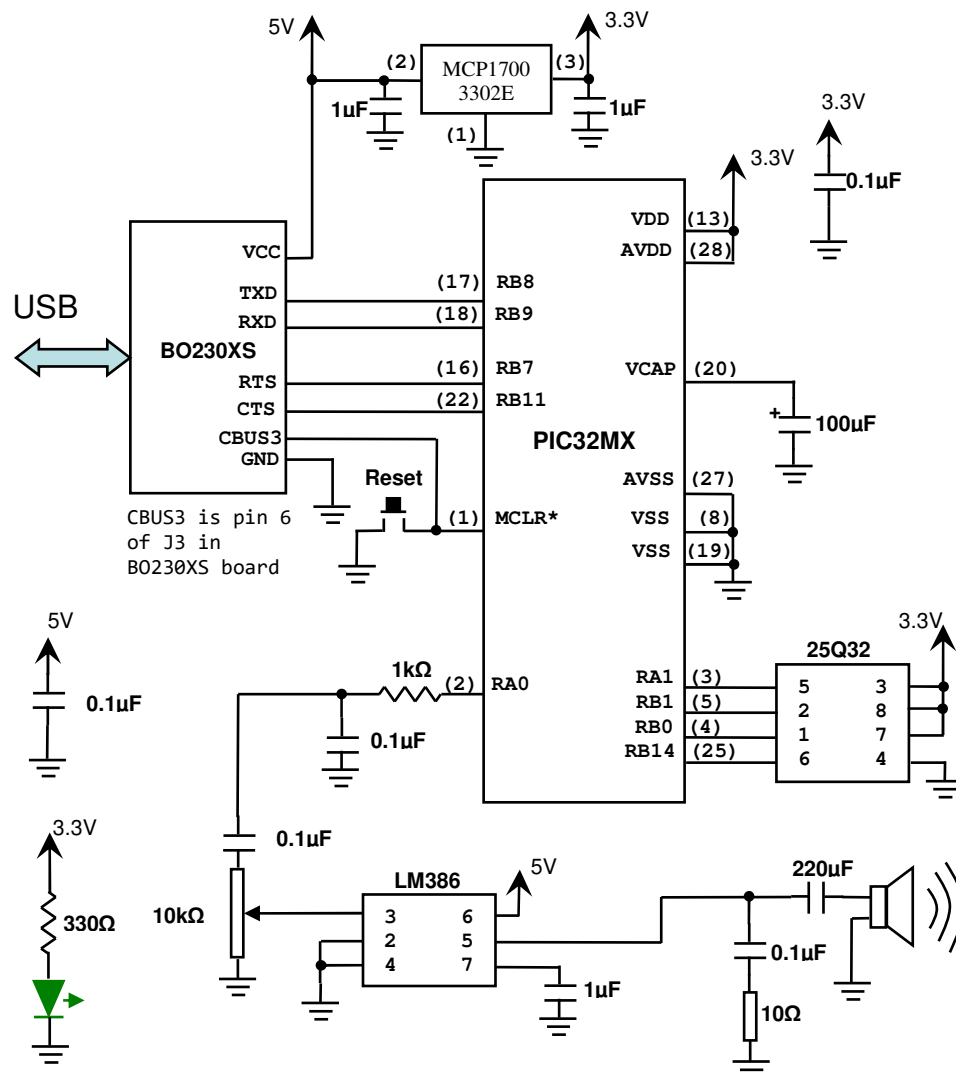 5V
3.3V
(2)
MCP1700
3302E
(3)
1µF
1µF
(1)
3.3V
0.1µF
3.3V
VDD
(13)
AVDD
(28)
VCC
USB
TXD
(17)
RB8
RXD
(18)
RB9
BO230XS
RTS
(16)
RB7
VCAP
(20)
CTS
(22)
RB11
+
100µF
CBUS3
PIC32MX
GND
Reset
AVSS
(27)
CBUS3 is pin 6
of J3 in
BO230XS board
(1)
MCLR*
VSS
(8)
VSS
(19)
5V
0.1µF
3.3V
25Q32
1kΩ
(2)
RA0
0.1µF
RA1
(3)
5
3
RB1
(5)
2
8
RB0
(4)
1
7
RB14
(25)
6
4
3.3V
330Ω
0.1µF
10kΩ
LM386
5V
3
6
2
5
4
7
1µF
220µF
0.1µF
10Ω